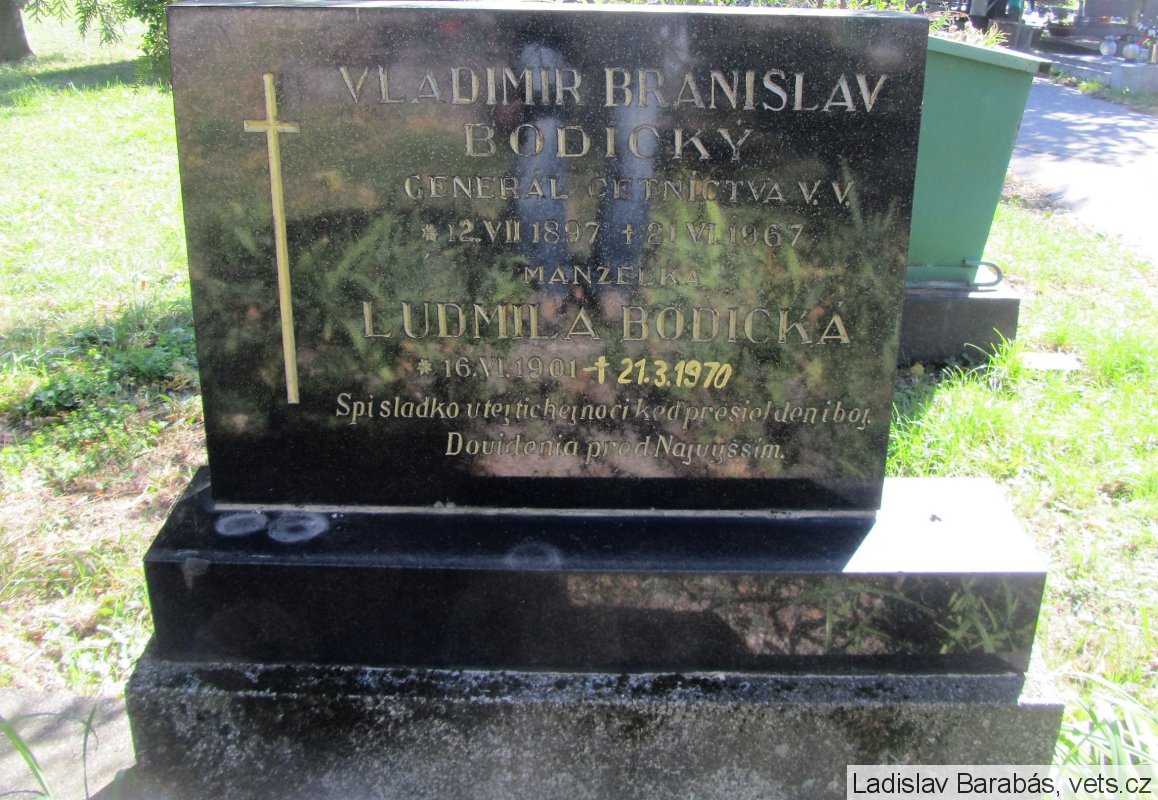 VLADIMIR BRANISLAV
BODICKÝ
GENERÁL ČETNÍCTVA V. V.
* 12. VII 1897 † 21 VI. 1967
MANŽELKA
LUDMILA BODICKÁ
* 16. VI. 1901 † 21.3.1970
Spi sladko v tej tichej noci keď prešiel deň i boj.
Dovidenia pred Najvyšším.
Ladislav Barabás, vets.cz